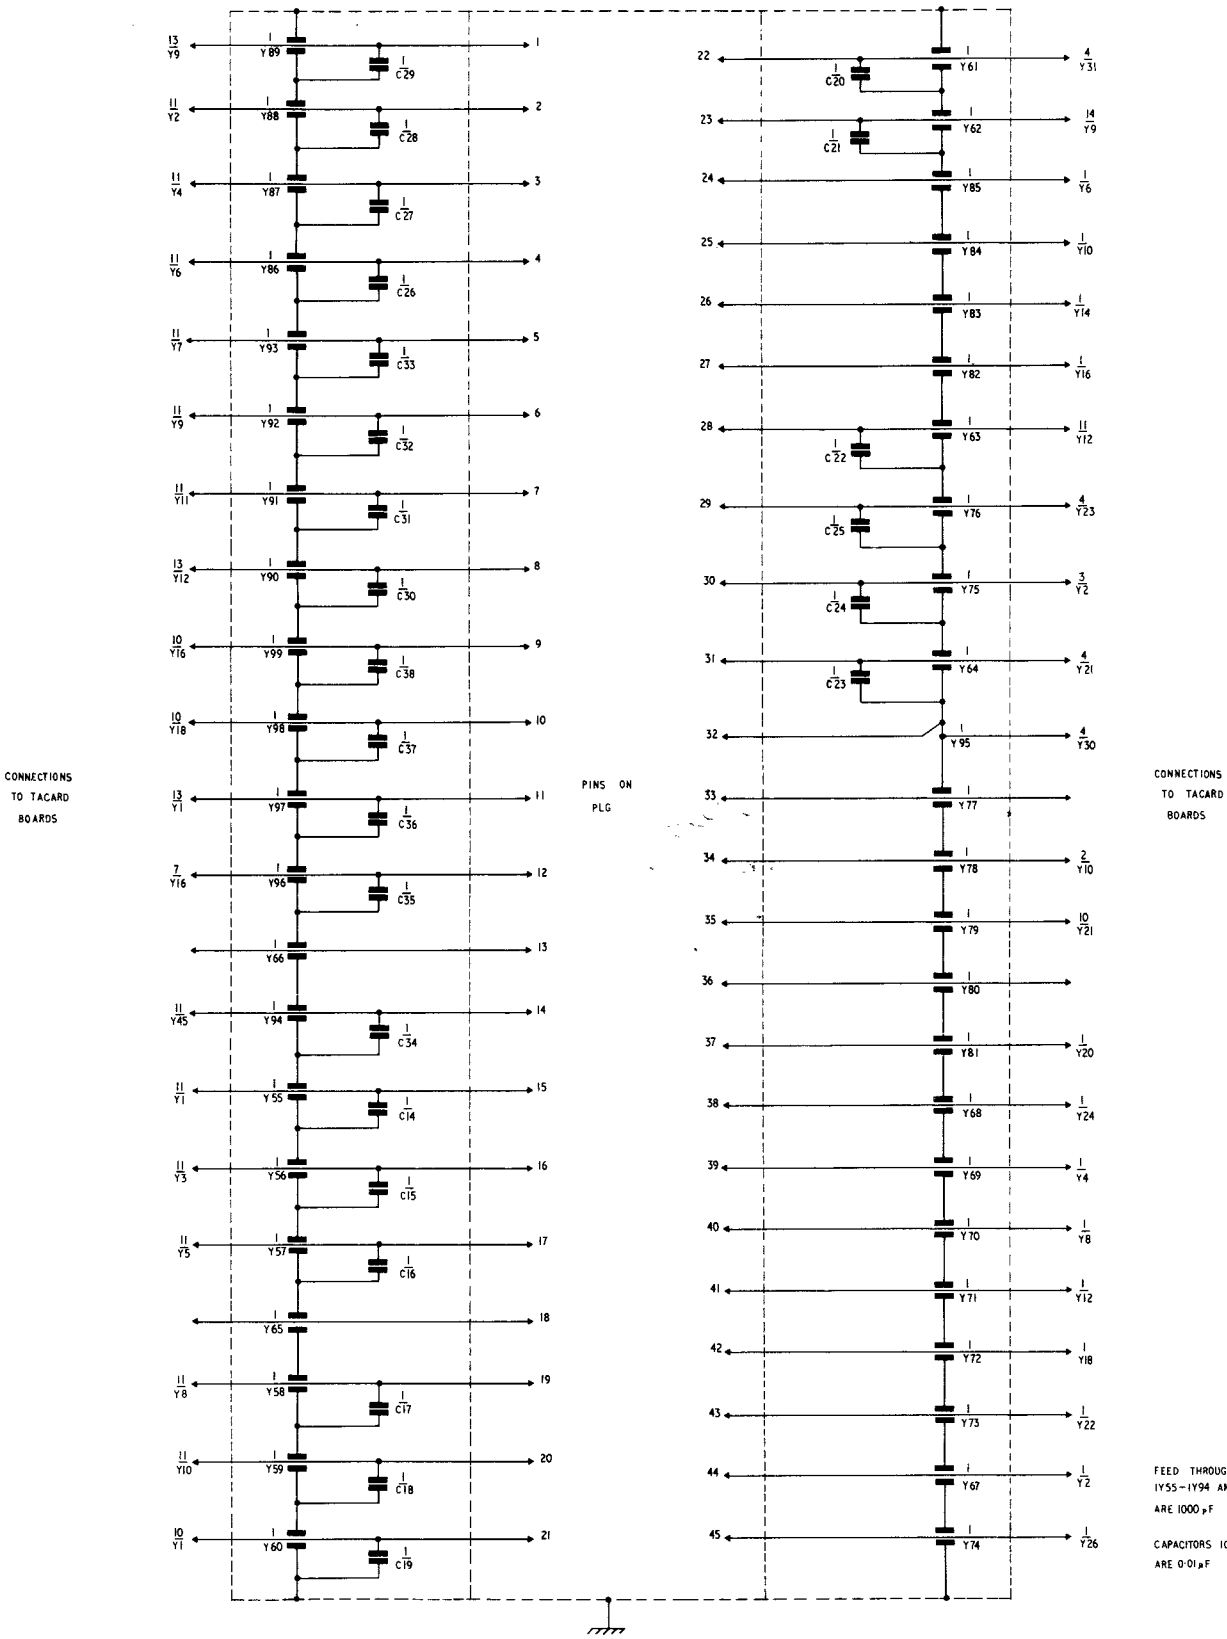 13/Y9 1/Y89 1/C29 1
11/Y2 1/Y88 1/C28 2
11/Y4 1/Y87 1/C27 3
11/Y6 1/Y86 1/C26 4
11/Y7 1/Y93 1/C33 5
11/Y9 1/Y92 1/C32 6
11/Y11 1/Y91 1/C31 7
13/Y12 1/Y90 1/C30 8
10/Y16 1/Y99 1/C38 9
10/Y18 1/Y98 1/C37 10
13/Y1 1/Y97 1/C36 11
7/Y16 1/Y96 1/C35 12
1/Y66 13
11/Y45 1/Y94 1/C34 14
11/Y1 1/Y55 1/C14 15
11/Y3 1/Y56 1/C15 16
11/Y5 1/Y57 1/C16 17
1/Y65 18
11/Y8 1/Y58 1/C17 19
11/Y10 1/Y59 1/C18 20
10/Y1 1/Y60 1/C19 21
CONNECTIONS
TO TACARD
BOARDS
PINS ON
PLG
22 1/C20 1/Y61 4/Y31
23 1/C21 1/Y62 14/Y9
24 1/Y85 1/Y6
25 1/Y84 1/Y10
26 1/Y83 1/Y14
27 1/Y82 1/Y16
28 1/C22 1/Y63 11/Y12
29 1/C25 1/Y76 4/Y23
30 1/C24 1/Y75 3/Y2
31 1/C23 1/Y64 4/Y21
32 1/Y95 4/Y30
33 1/Y77
34 1/Y78 2/Y10
35 1/Y79 10/Y21
36 1/Y80
37 1/Y81 1/Y20
38 1/Y68 1/Y24
39 1/Y69 1/Y4
40 1/Y70 1/Y8
41 1/Y71 1/Y12
42 1/Y72 1/Y18
43 1/Y73 1/Y22
44 1/Y67 1/Y2
45 1/Y74 1/Y26
CONNECTIONS
TO TACARD
BOARDS
FEED THROUG
1Y55-1Y94 AN
ARE 1000 pF
CAPACITORS 1C
ARE 0·01µF